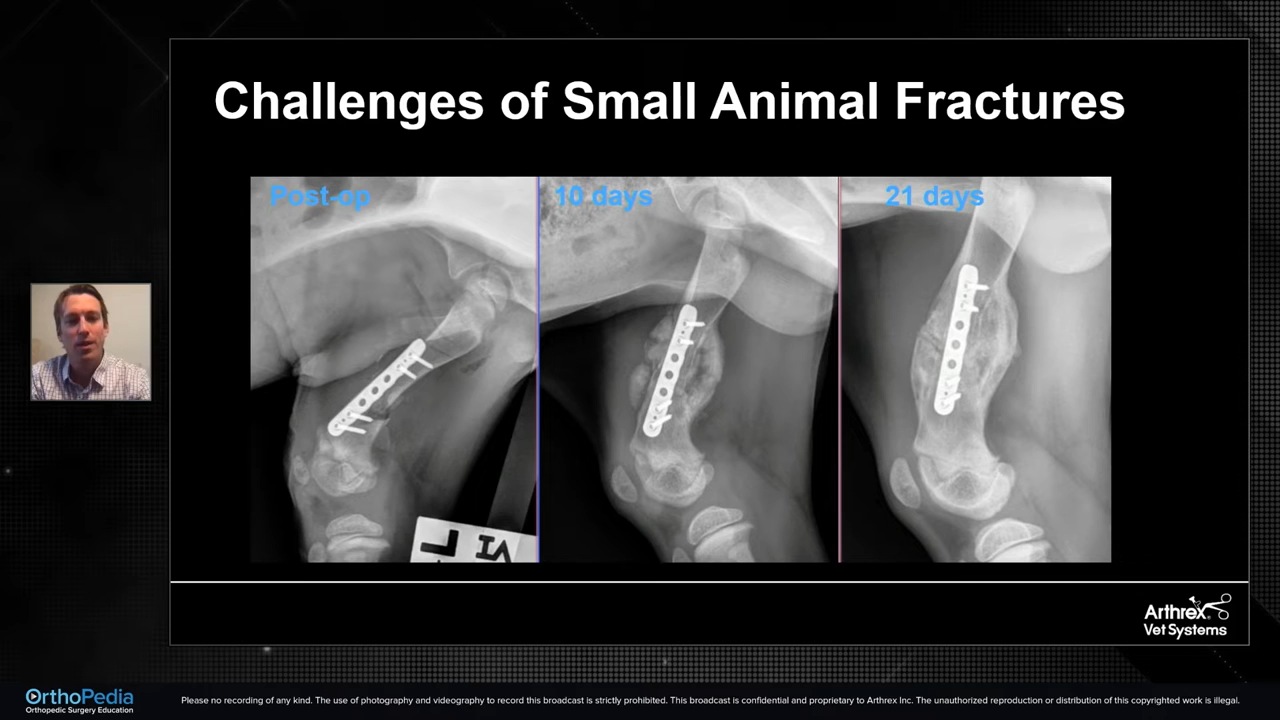 Challenges of Small Animal Fractures
Post-op
10 days
21 days
L
VI
Arthrex
Vet Systems
OrthoPedia
Orthopedic Surgery Education
Please no recording of any kind. The use of photography and videography to record this broadcast is strictly prohibited. This broadcast is confidential and proprietary to Arthrex Inc. The unauthorized reproduction or distribution of this copyrighted work is illegal.